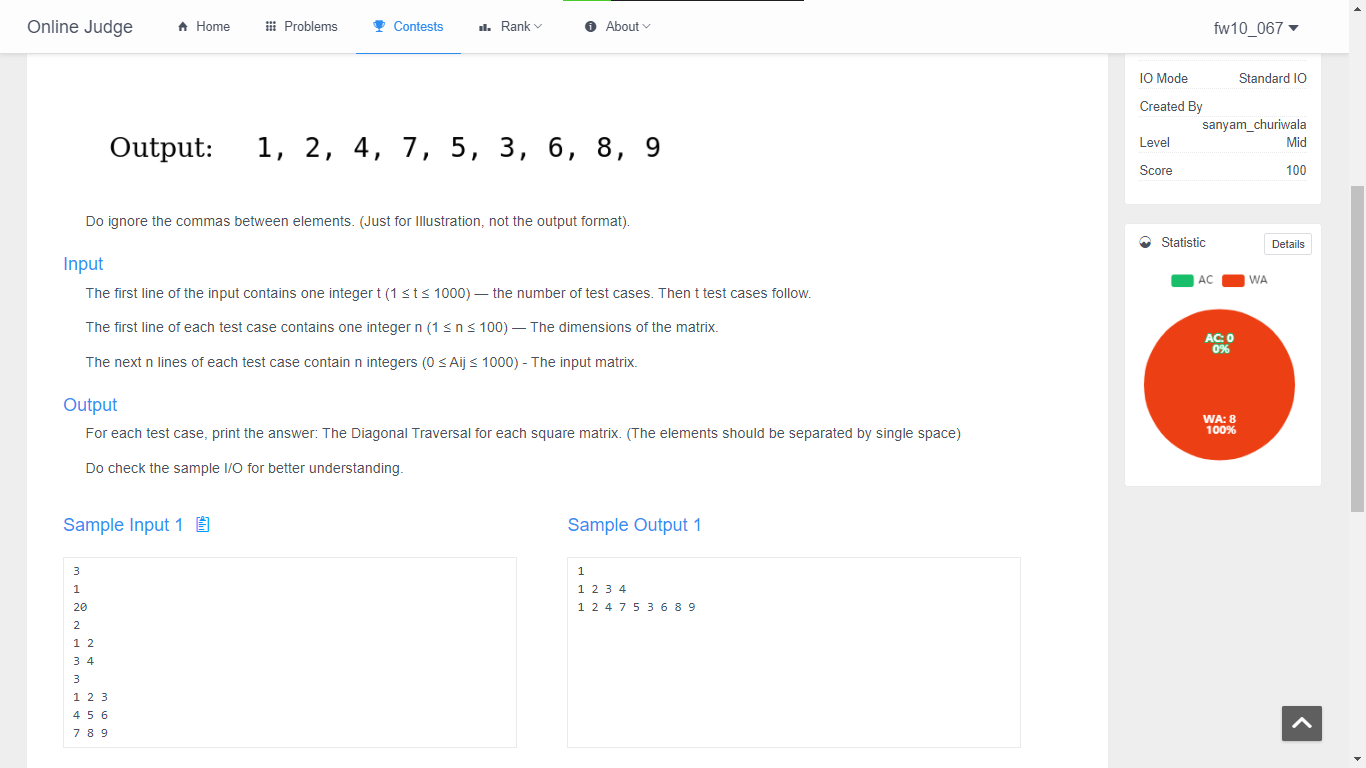 Online Judge Home Problems Contests Rank About fw10_067
IO Mode Standard IO
Created By
sanyam_churiwala
Level Mid
Score 100
Output: 1, 2, 4, 7, 5, 3, 6, 8, 9
Do ignore the commas between elements. (Just for Illustration, not the output format).
Input
The first line of the input contains one integer t (1 ≤ t ≤ 1000) — the number of test cases. Then t test cases follow.
The first line of each test case contains one integer n (1 ≤ n ≤ 100) — The dimensions of the matrix.
The next n lines of each test case contain n integers (0 ≤ Aij ≤ 1000) - The input matrix.
Output
For each test case, print the answer: The Diagonal Traversal for each square matrix. (The elements should be separated by single space)
Do check the sample I/O for better understanding.
Sample Input 1
3
1
20
2
1 2
3 4
3
1 2 3
4 5 6
7 8 9
Sample Output 1
1
1 2 3 4
1 2 4 7 5 3 6 8 9
Statistic Details
AC WA
AC: 0
0%
WA: 8
100%